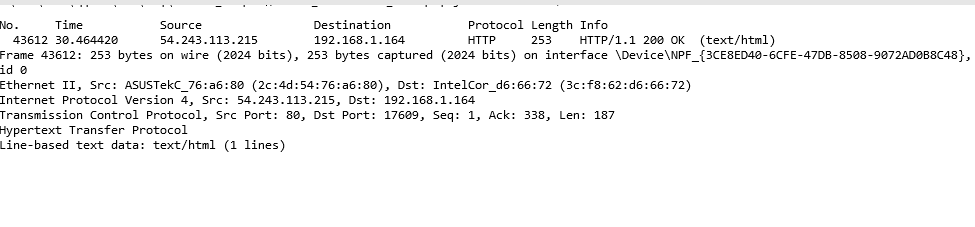 No. Time Source Destination Protocol Length Info
43612 30.464420 54.243.113.215 192.168.1.164 HTTP 253 HTTP/1.1 200 OK (text/html)
Frame 43612: 253 bytes on wire (2024 bits), 253 bytes captured (2024 bits) on interface \Device\NPF_{3CE8ED40-6CFE-47DB-8508-9072AD0B8C48},
id 0
Ethernet II, Src: ASUSTekC_76:a6:80 (2c:4d:54:76:a6:80), Dst: IntelCor_d6:66:72 (3c:f8:62:d6:66:72)
Internet Protocol Version 4, Src: 54.243.113.215, Dst: 192.168.1.164
Transmission Control Protocol, Src Port: 80, Dst Port: 17609, Seq: 1, Ack: 338, Len: 187
Hypertext Transfer Protocol
Line-based text data: text/html (1 lines)